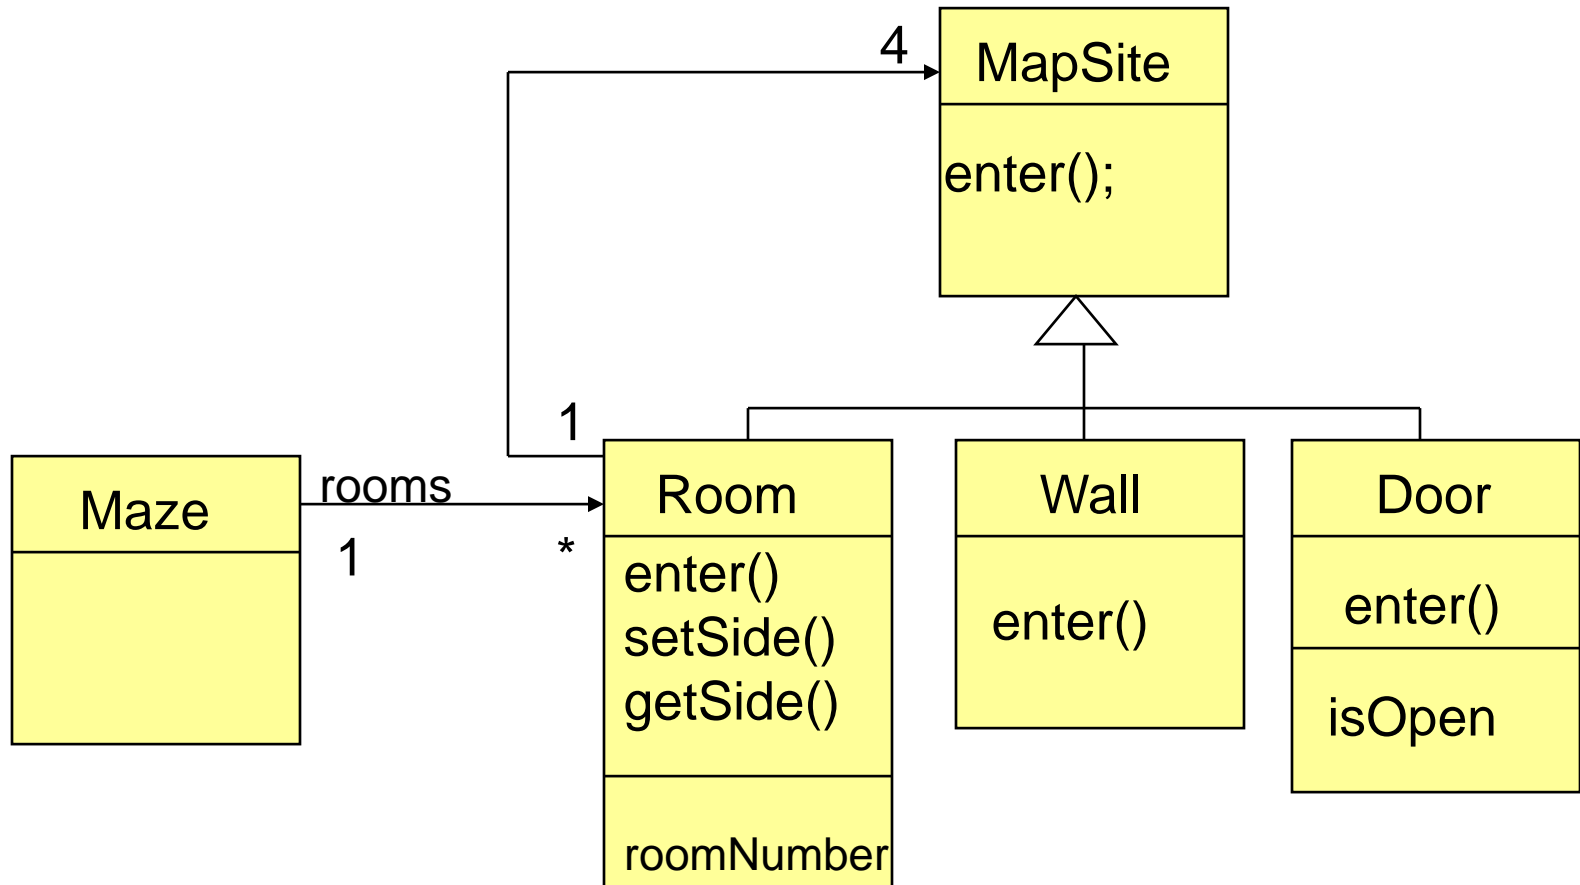 4
MapSite
enter();
1
Maze
rooms
1
*
Room
enter()
setSide()
getSide()
roomNumber
Wall
enter()
Door
enter()
isOpen